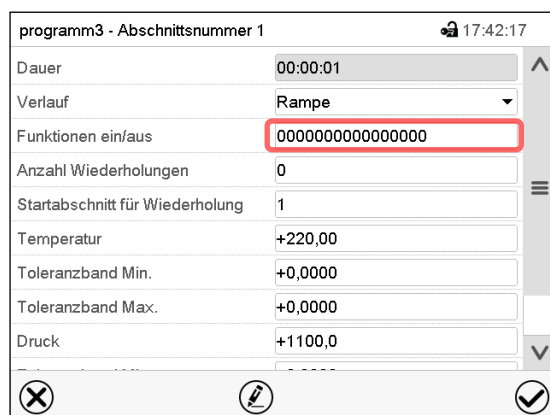 programm3 - Abschnittsnummer 1 17:42:17
Dauer 00:00:01
Verlauf Rampe
Funktionen ein/aus 0000000000000000
Anzahl Wiederholungen 0
Startabschnitt für Wiederholung 1
Temperatur +220,00
Toleranzband Min. +0,0000
Toleranzband Max. +0,0000
Druck +1100,0